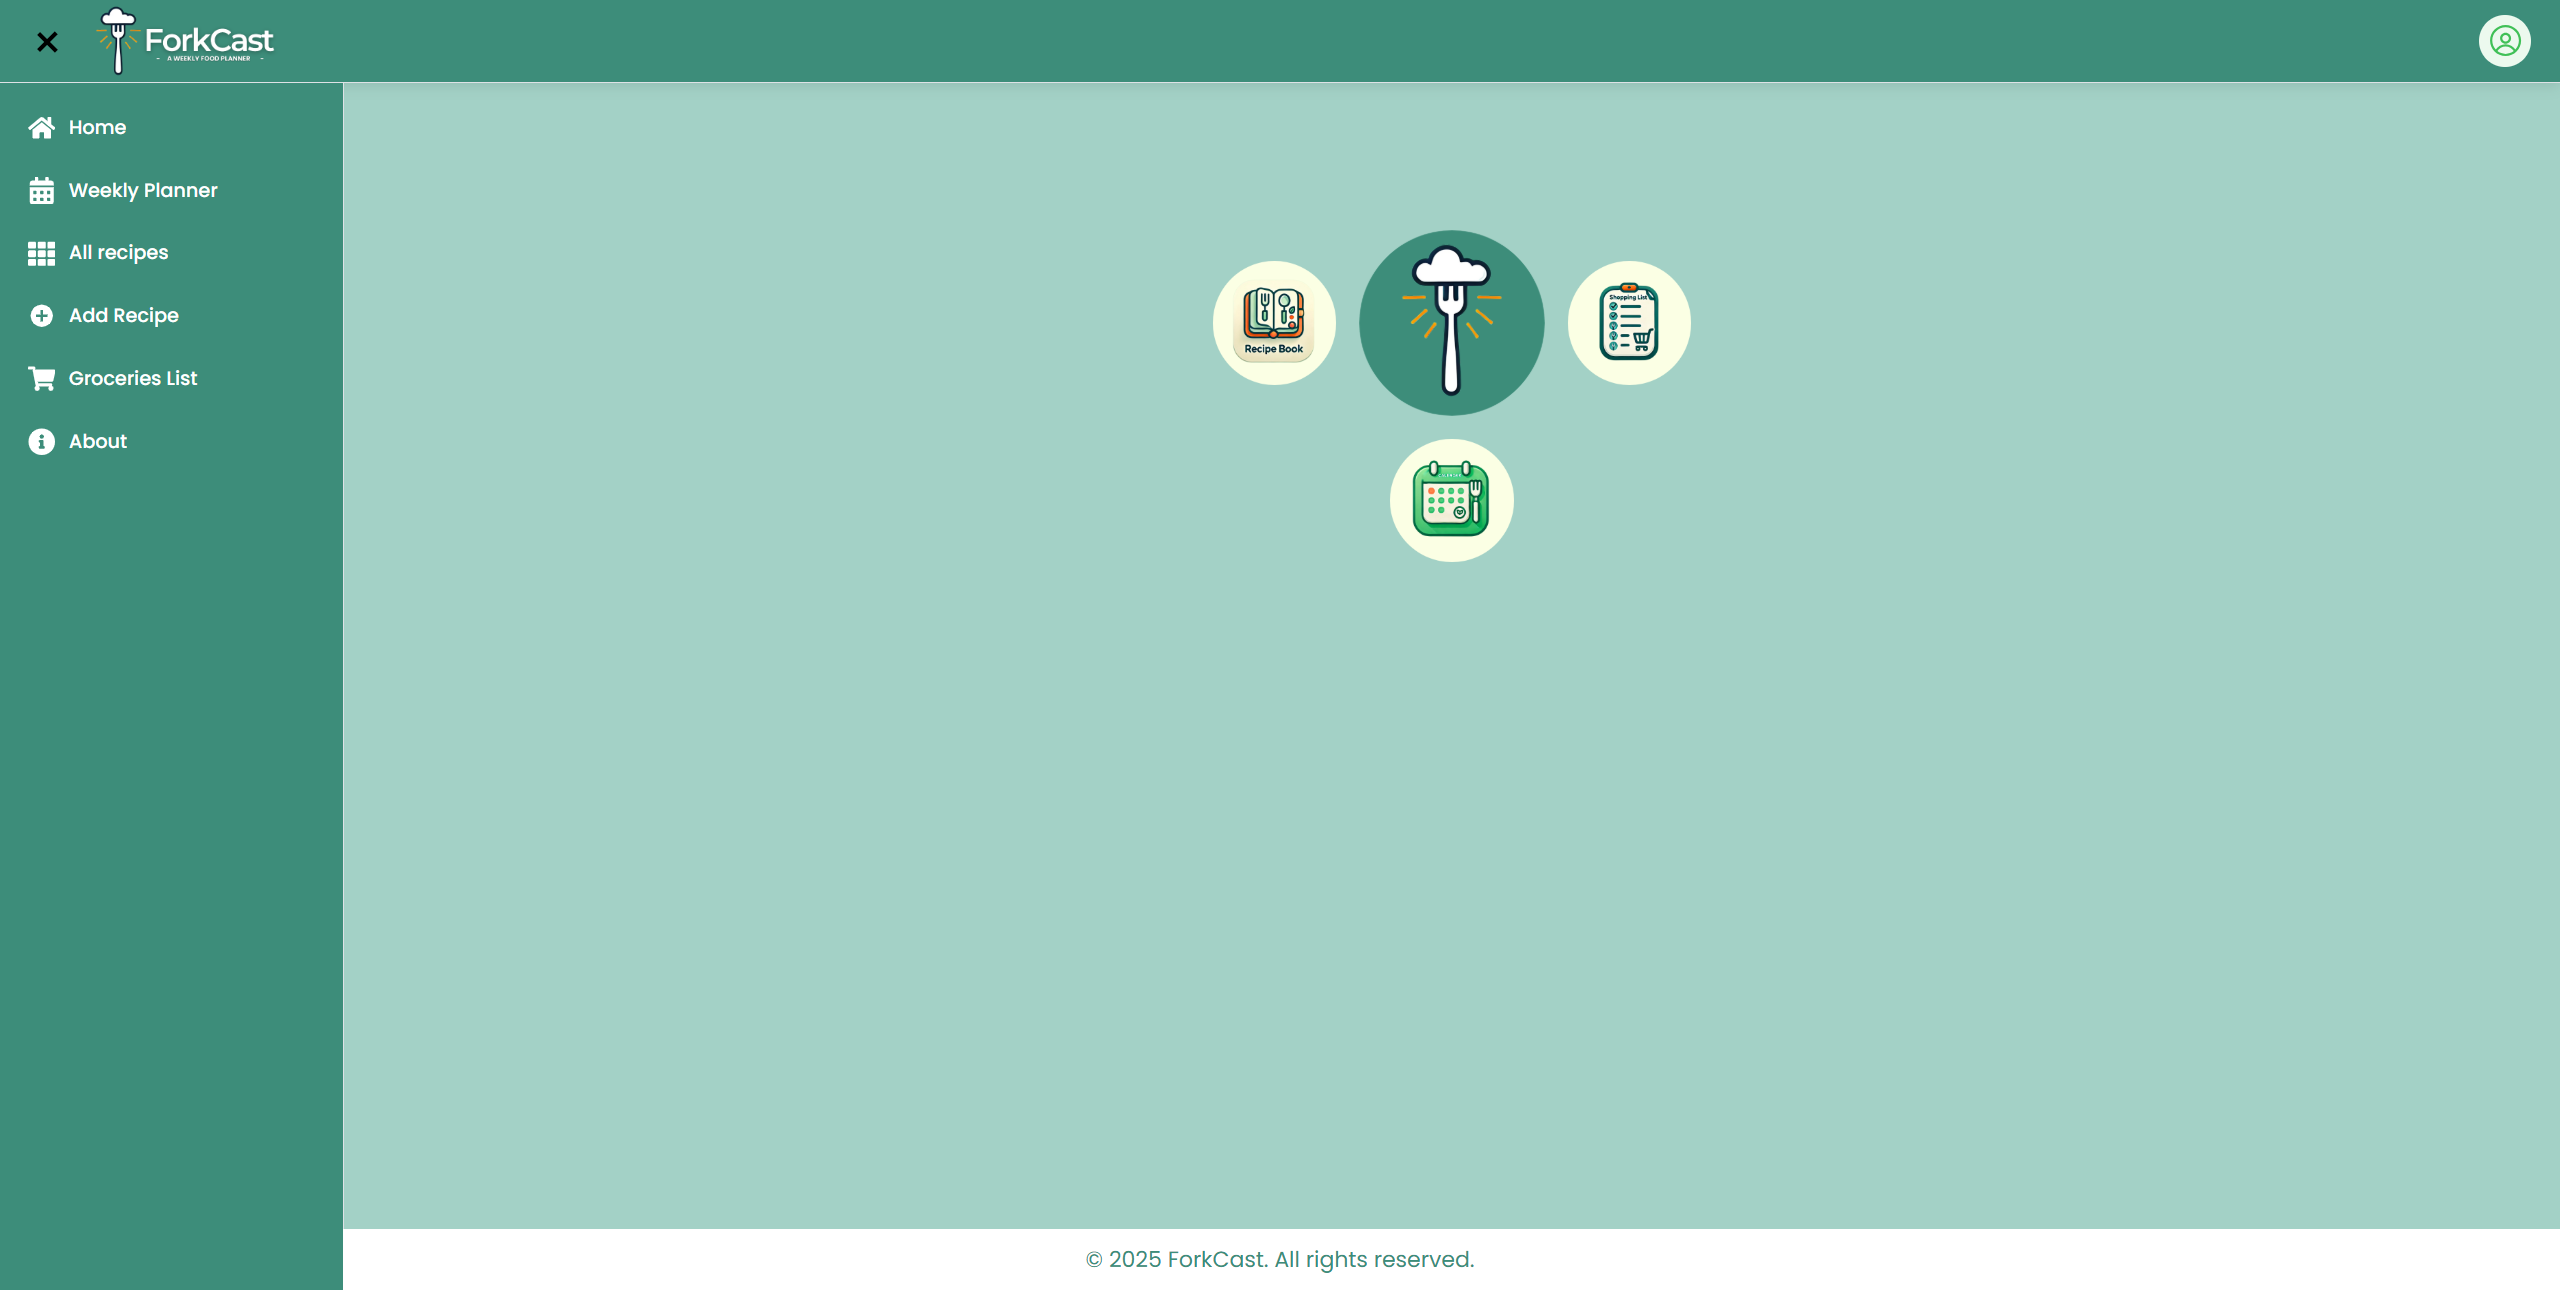 ForkCast
- A WEEKLY FOOD PLANNER -
Home
Weekly Planner
All recipes
Add Recipe
Groceries List
About
Recipe Book
Shopping List
© 2025 ForkCast. All rights reserved.